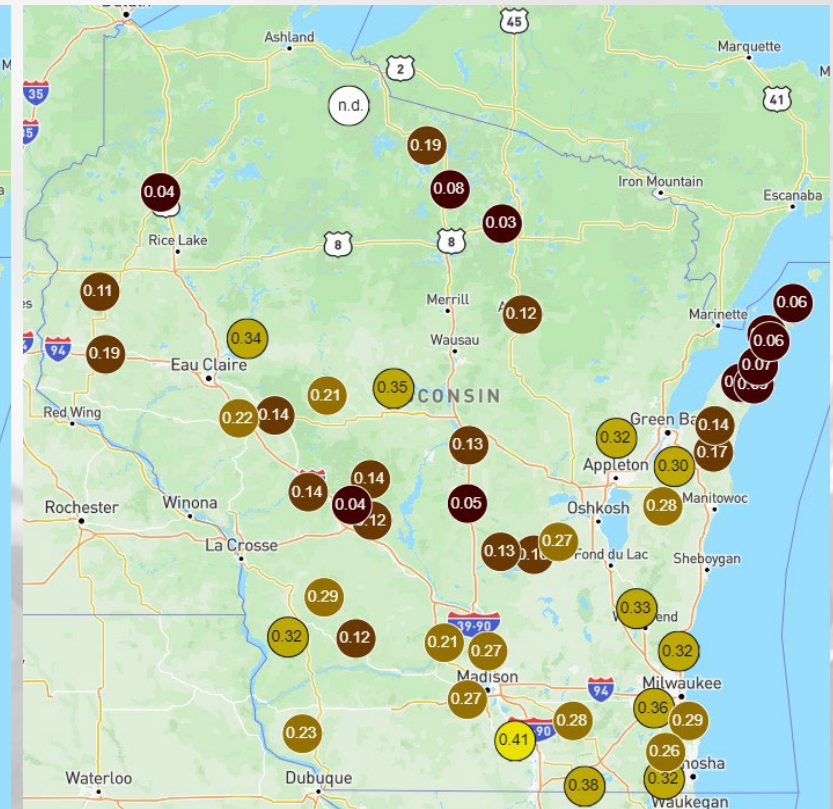 Duluth
45
Ashland
Marquette
2
35
n.d.
41
35
0.19
0.04
0.08
Iron Mountain
Escanaba
0.03
Rice Lake
8
8
0.11
Merrill
0.06
0.12
Marinette
0.34
Wausau
0.06
94
0.19
Eau Claire
0.07
0.35
0.21
CONSIN
Red Wing
0.22
0.14
Green Ba
0.14
0.32
0.13
0.17
Appleton
0.30
0.14
0.14
Rochester
Winona
0.04
0.05
Oshkosh
0.28
Manitowoc
0.12
La Crosse
0.13
0.27
Fond du Lac
Sheboygan
0.29
0.33
39-90
0.32
0.12
0.21
0.27
0.32
Madison
94
Milwaukee
0.27
0.36
0.28
0.29
0.23
0.41
90
0.26
nosha
Waterloo
Dubuque
0.38
0.32
Waukegan